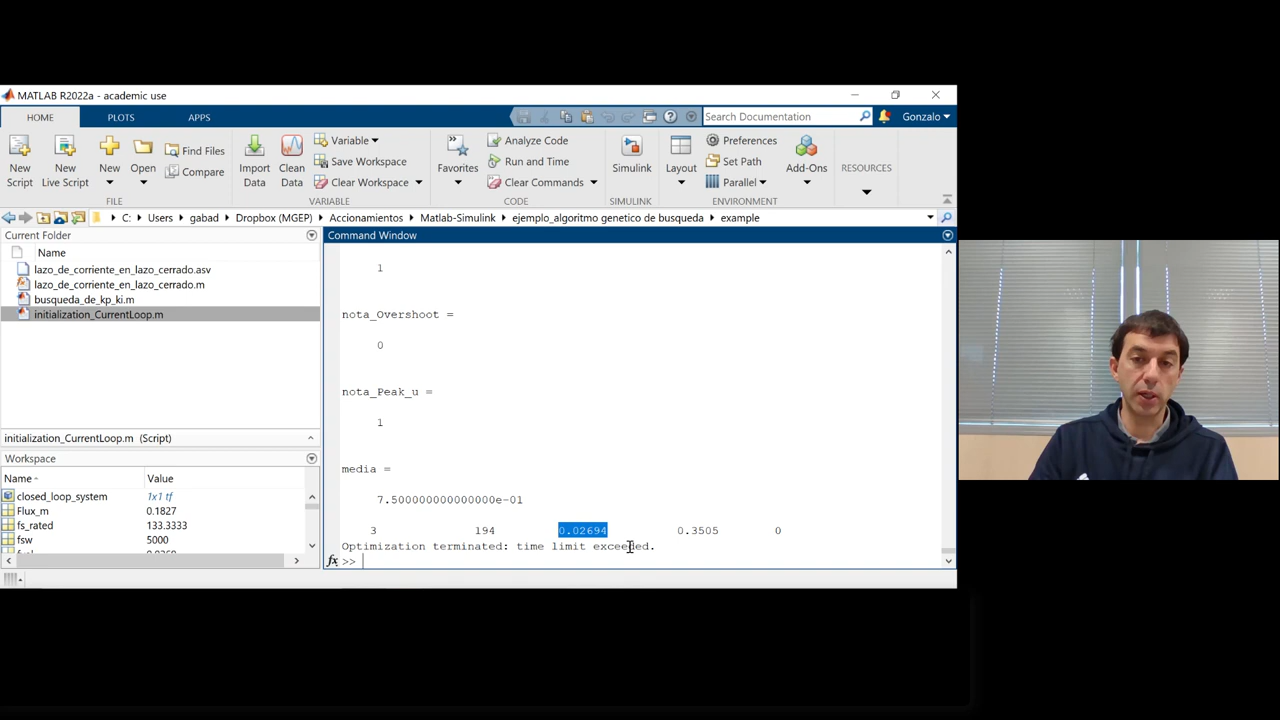 MATLAB R2022a - academic use
HOME PLOTS APPS
Search Documentation
Gonzalo
New Script
New Live Script
New
Open
Find Files
Compare
FILE
Import Data
Clean Data
Variable
Save Workspace
Clear Workspace
VARIABLE
Favorites
Analyze Code
Run and Time
Clear Commands
CODE
Simulink
SIMULINK
Layout
Preferences
Set Path
Parallel
Add-Ons
ENVIRONMENT
RESOURCES
C: Users gabad Dropbox (MGEP) Accionamientos Matlab-Simulink ejemplo_algoritmo genetico de busqueda example
Current Folder
Name
lazo_de_corriente_en_lazo_cerrado.asv
lazo_de_corriente_en_lazo_cerrado.m
busqueda_de_kp_ki.m
initialization_CurrentLoop.m
initialization_CurrentLoop.m (Script)
Workspace
Name Value
closed_loop_system 1x1 tf
Flux_m 0.1827
fs_rated 133.3333
fsw 5000
Command Window
1
nota_Overshoot =
0
nota_Peak_u =
1
media =
7.500000000000000e-01
3 194 0.02694 0.3505 0
Optimization terminated: time limit exceeded.
fx >>